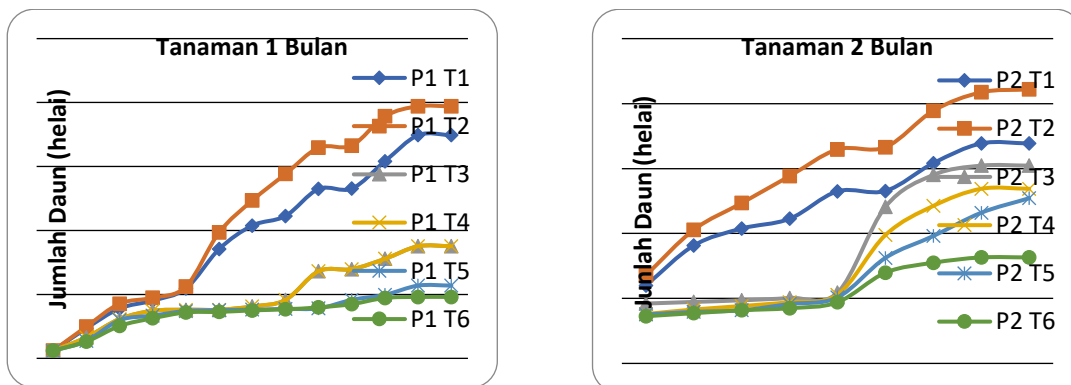 Tanaman 1 Bulan
Jumlah Daun (helai)
P1 T1
P1 T2
P1 T3
P1 T4
P1 T5
P1 T6
Tanaman 2 Bulan
Junlah Daun (helai)
P2 T1
P2 T2
P2 T3
P2 T4
P2 T5
P2 T6